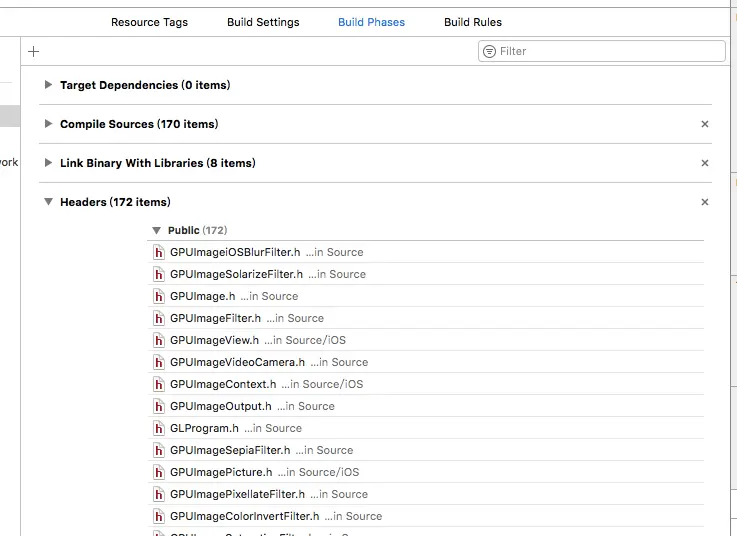 Resource Tags Build Settings Build Phases Build Rules
Filter
Target Dependencies (0 items)
Compile Sources (170 items)
ork
Link Binary With Libraries (8 items)
Headers (172 items)
Public (172)
GPUImageiOSBlurFilter.h ...in Source
GPUImageSolarizeFilter.h ...in Source
GPUImage.h ...in Source
GPUImageFilter.h ...in Source
GPUImageView.h ...in Source/iOS
GPUImageVideoCamera.h ...in Source
GPUImageContext.h ...in Source/iOS
GPUImageOutput.h ...in Source
GLProgram.h ...in Source
GPUImageSepiaFilter.h ...in Source
GPUImagePicture.h ...in Source/iOS
GPUImagePixellateFilter.h ...in Source
GPUImageColorInvertFilter.h ...in Source